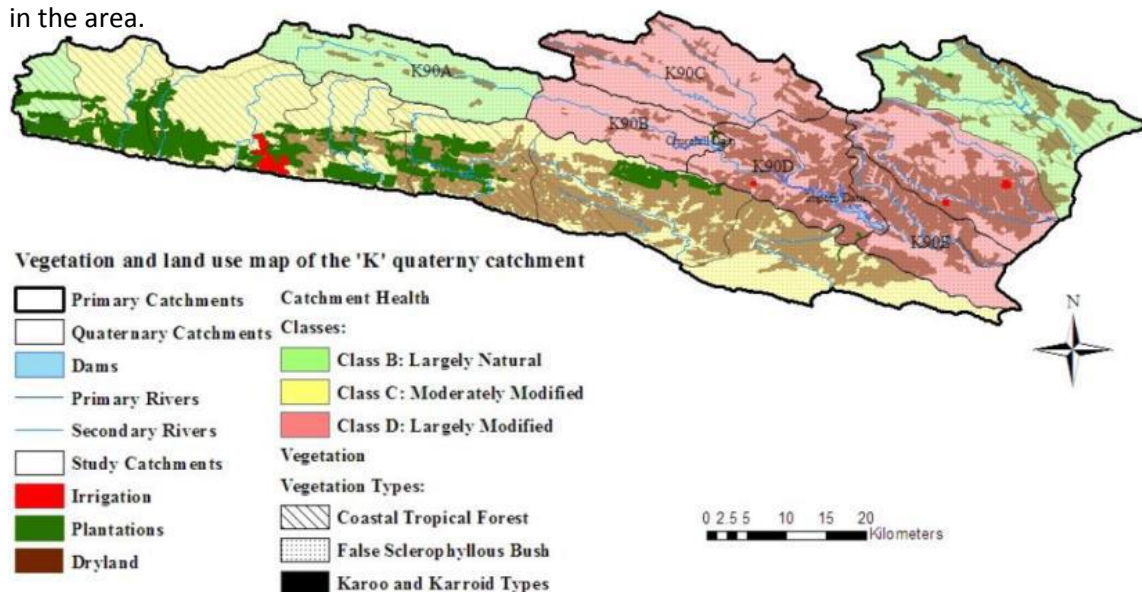 in the area.
K90A
K90C
K90B
Churchill Dam
K90D
Dam
K90E
Vegetation and land use map of the 'K' quaterny catchment
Primary Catchments
Quaternary Catchments
Dams
Primary Rivers
Secondary Rivers
Study Catchments
Irrigation
Plantations
Dryland
Catchment Health
Classes:
Class B: Largely Natural
Class C: Moderately Modified
Class D: Largely Modified
Vegetation
Vegetation Types:
Coastal Tropical Forest
False Sclerophyllous Bush
Karoo and Karroid Types
N
0 2.5 5 10 15 20
Kilometers